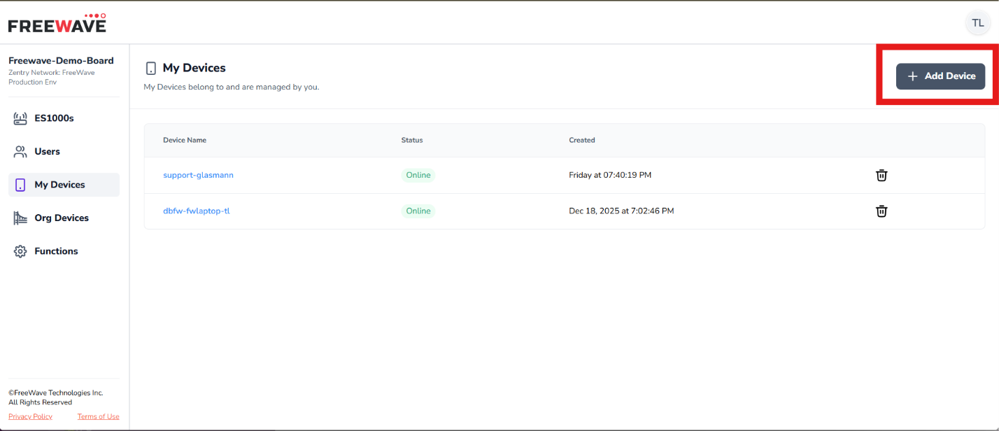 FREEWAVE
TL
Freewave-Demo-Board
Zentry Network: FreeWave
Production Env
ES1000s
Users
My Devices
Org Devices
Functions
©FreeWave Technologies Inc.
All Rights Reserved
Privacy Policy Terms of Use
My Devices
My Devices belong to and are managed by you.
+ Add Device
Device Name Status Created
support-glasmann Online Friday at 07:40:19 PM
dbfw-fwlaptop-tl Online Dec 18, 2025 at 7:02:46 PM